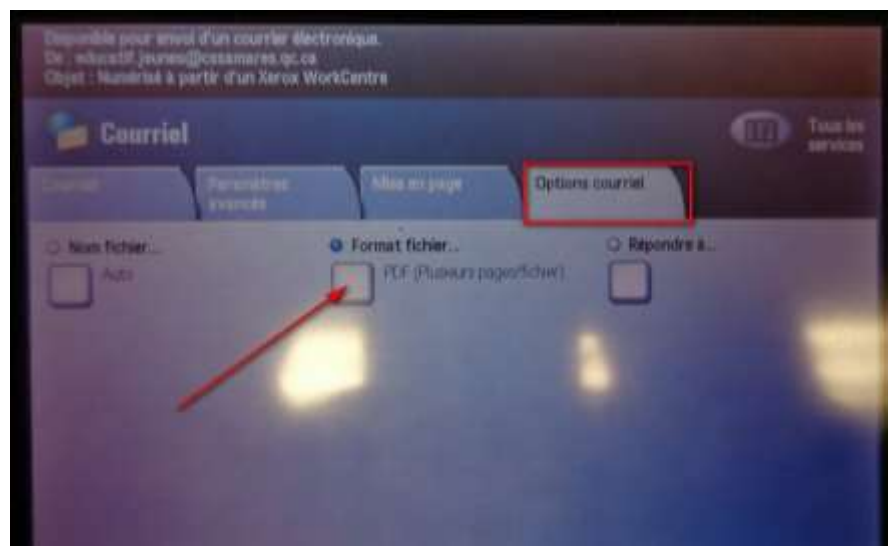 Disponible pour envoi d'un courrier électronique.
De : educatif.jeunes@cssamares.qc.ca
Objet : Numérisé à partir d'un Xerox WorkCentre
Courriel
Tous les
services
Courriel
Paramètres
avancés
Mise en page
Options courriel
Nom fichier...
Format fichier...
Répondre à...
Auto
PDF (Plusieurs pages/fichier)